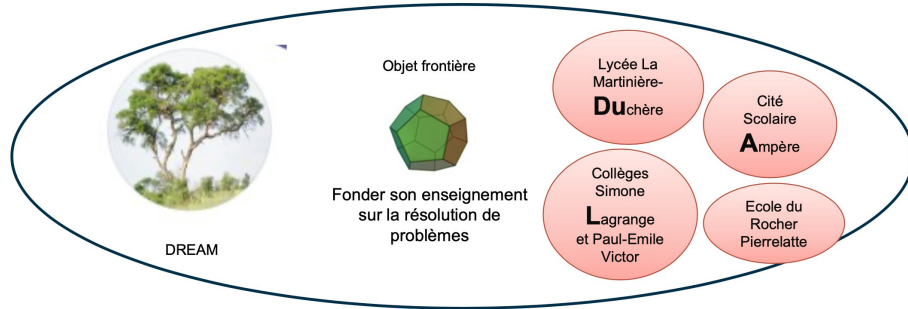 DREAM
Objet frontière
Fonder son enseignement
sur la résolution de
problèmes
Lycée La
Martinière-
Duchère
Cité
Scolaire
Ampère
Collèges
Simone
Lagrange
et Paul-Emile
Victor
Ecole du
Rocher
Pierrelatte